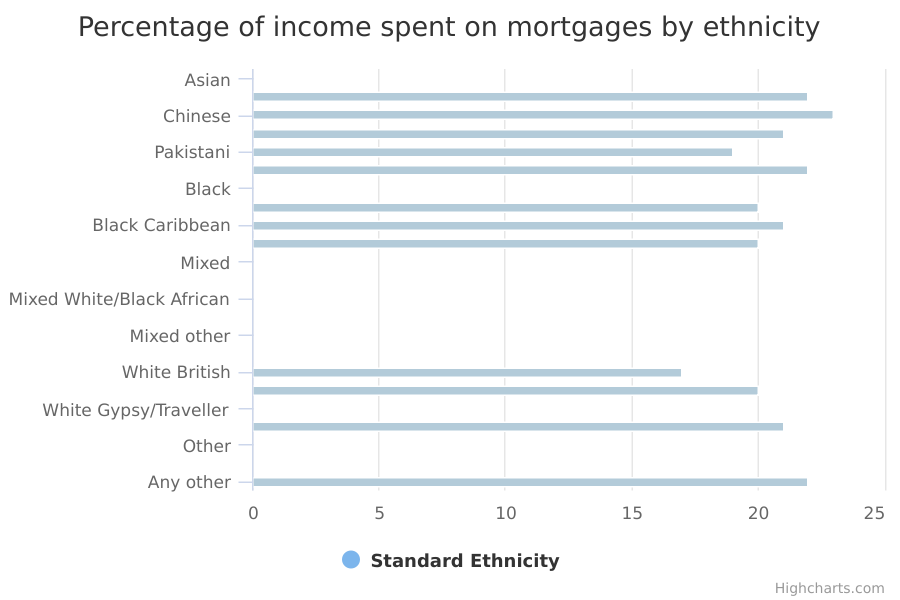 Percentage of income spent on mortgages by ethnicity
Asian
Chinese
Pakistani
Black
Black Caribbean
Mixed
Mixed White/Black African
Mixed other
White British
White Gypsy/Traveller
Other
Any other
0 5 10 15 20 25
Standard Ethnicity
Highcharts.com